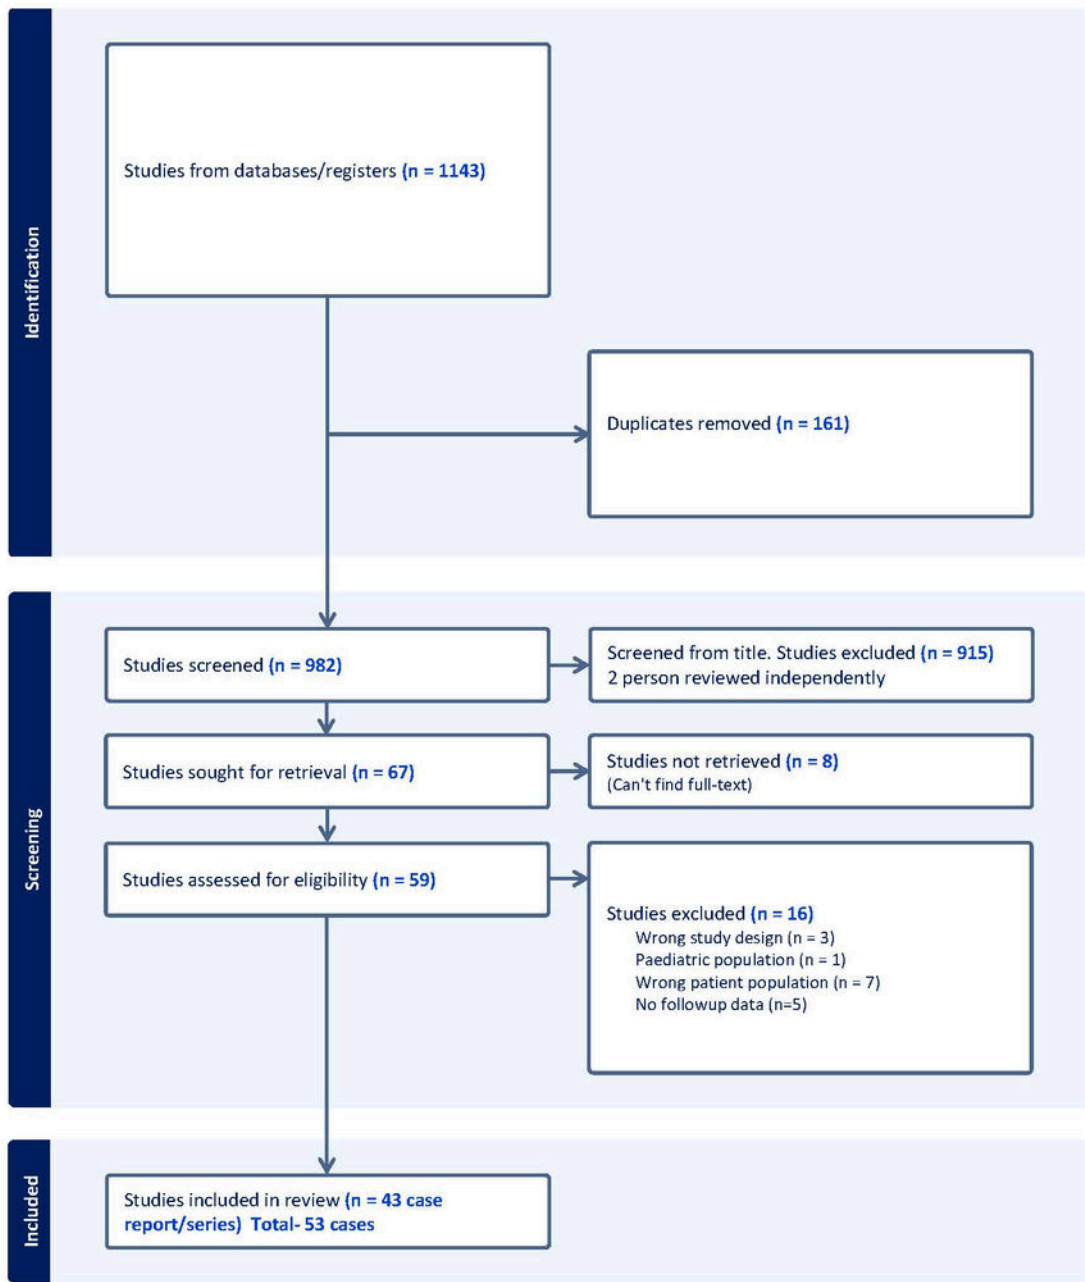 Identification
Studies from databases/registers (n = 1143)
Duplicates removed (n = 161)
Screening
Studies screened (n = 982)
Screened from title. Studies excluded (n = 915)
2 person reviewed independently
Studies sought for retrieval (n = 67)
Studies not retrieved (n = 8)
(Can't find full-text)
Studies assessed for eligibility (n = 59)
Studies excluded (n = 16)
Wrong study design (n = 3)
Paediatric population (n = 1)
Wrong patient population (n = 7)
No followup data (n=5)
Included
Studies included in review (n = 43 case
report/series) Total- 53 cases